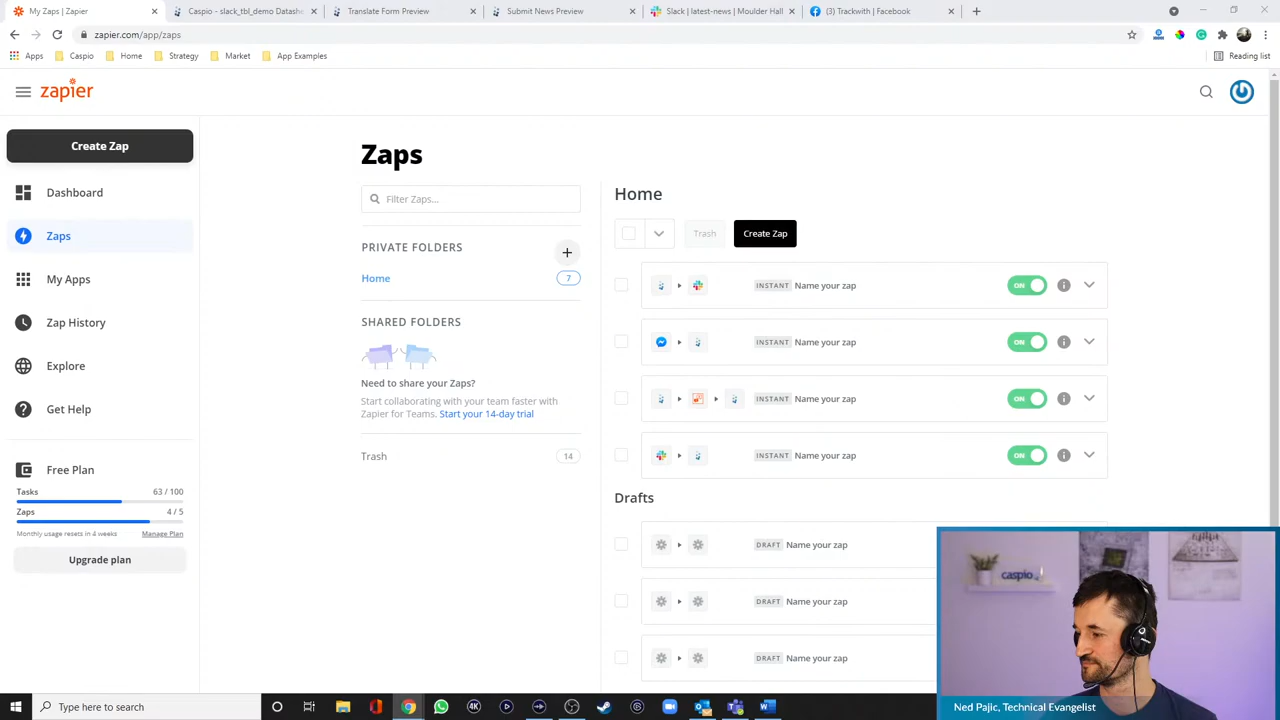 My Zaps | Zapier
Caspio - slack_tbl_demo Datashe
Translate Form Preview
Submit News Preview
Slack | latest-news | Moulder Hall
(3) Trackwith | Facebook
zapier.com/app/zaps
Apps
Caspio
Home
Strategy
Market
App Examples
Reading list
zapier
Create Zap
Dashboard
Zaps
My Apps
Zap History
Explore
Get Help
Free Plan
Tasks 63 / 100
Zaps 4 / 5
Monthly usage resets in 4 weeks Manage Plan
Upgrade plan
Zaps
Filter Zaps...
PRIVATE FOLDERS
Home 7
SHARED FOLDERS
Need to share your Zaps?
Start collaborating with your team faster with
Zapier for Teams. Start your 14-day trial
Trash 14
Home
Trash Create Zap
INSTANT Name your zap ON
INSTANT Name your zap ON
INSTANT Name your zap ON
INSTANT Name your zap ON
Drafts
DRAFT Name your zap
DRAFT Name your zap
DRAFT Name your zap
caspio
Ned Pajic, Technical Evangelist
Type here to search